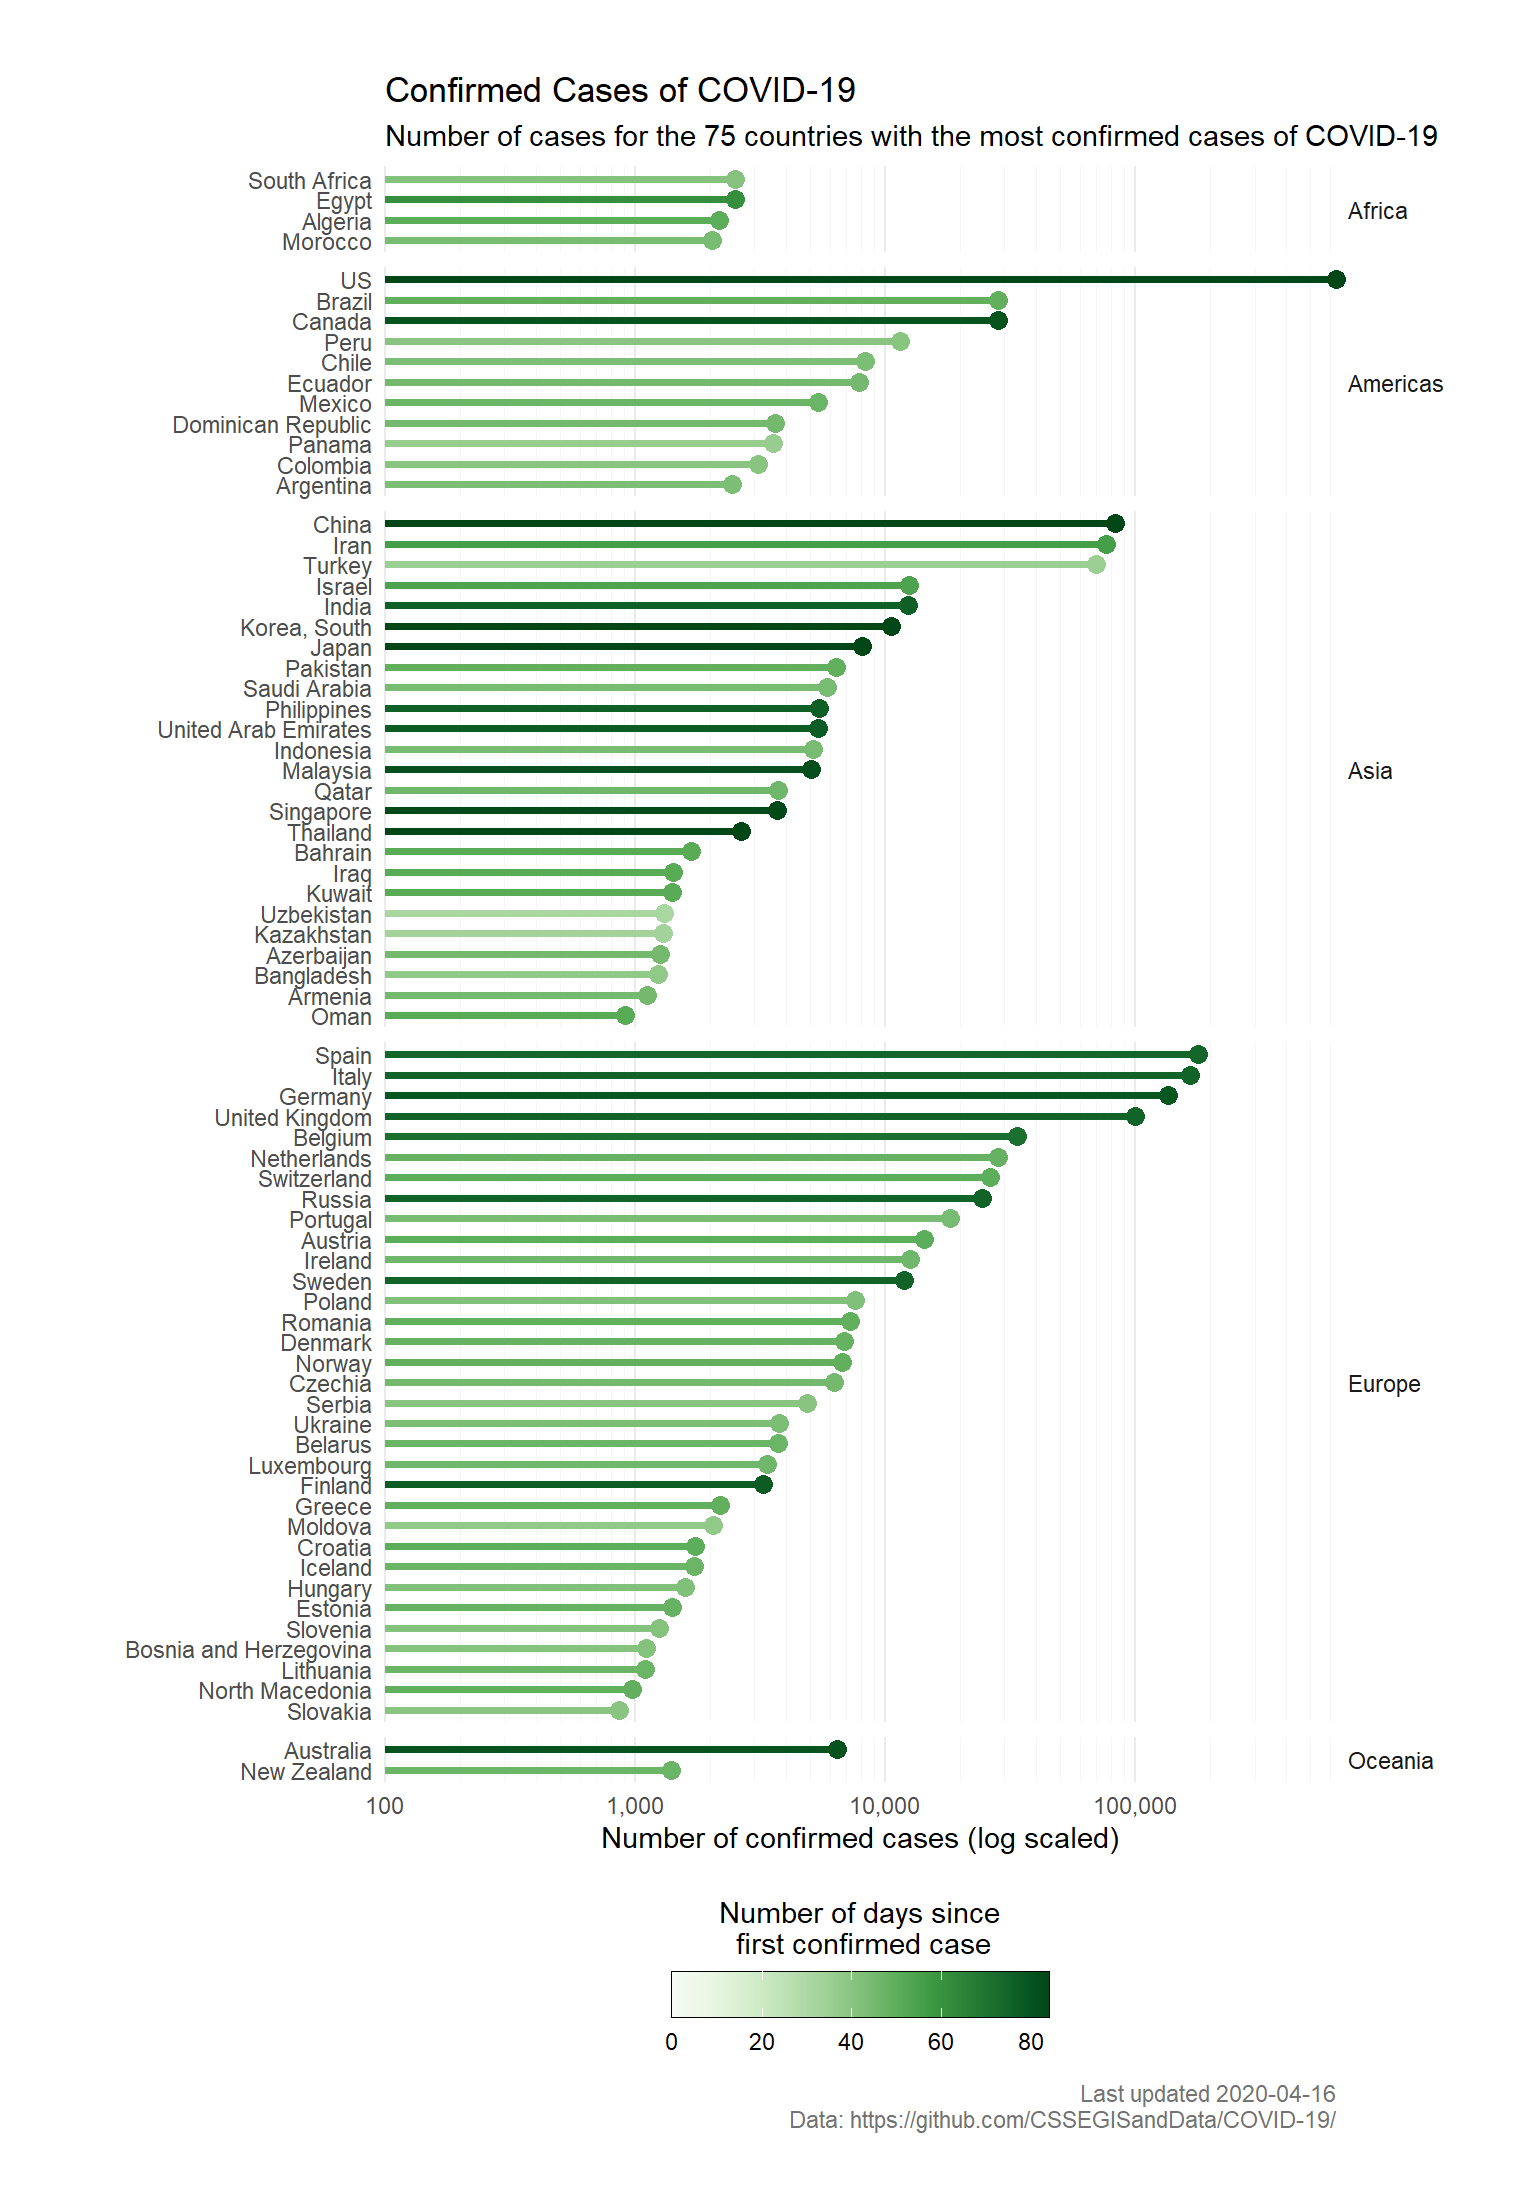 Confirmed Cases of COVID-19
Number of cases for the 75 countries with the most confirmed cases of COVID-19
South Africa
Egypt
Algeria
Morocco
Africa
US
Brazil
Canada
Peru
Chile
Ecuador
Mexico
Dominican Republic
Panama
Colombia
Argentina
Americas
China
Iran
Turkey
Israel
India
Korea, South
Japan
Pakistan
Saudi Arabia
Philippines
United Arab Emirates
Indonesia
Malaysia
Qatar
Singapore
Thailand
Bahrain
Iraq
Kuwait
Uzbekistan
Kazakhstan
Azerbaijan
Bangladesh
Armenia
Oman
Asia
Spain
Italy
Germany
United Kingdom
Belgium
Netherlands
Switzerland
Russia
Portugal
Austria
Ireland
Sweden
Poland
Romania
Denmark
Norway
Czechia
Serbia
Ukraine
Belarus
Luxembourg
Finland
Greece
Moldova
Croatia
Iceland
Hungary
Estonia
Slovenia
Bosnia and Herzegovina
Lithuania
North Macedonia
Slovakia
Europe
Australia
New Zealand
Oceania
100 1,000 10,000 100,000
Number of confirmed cases (log scaled)
Number of days since
first confirmed case
0 20 40 60 80
Last updated 2020-04-16
Data: https://github.com/CSSEGISandData/COVID-19/